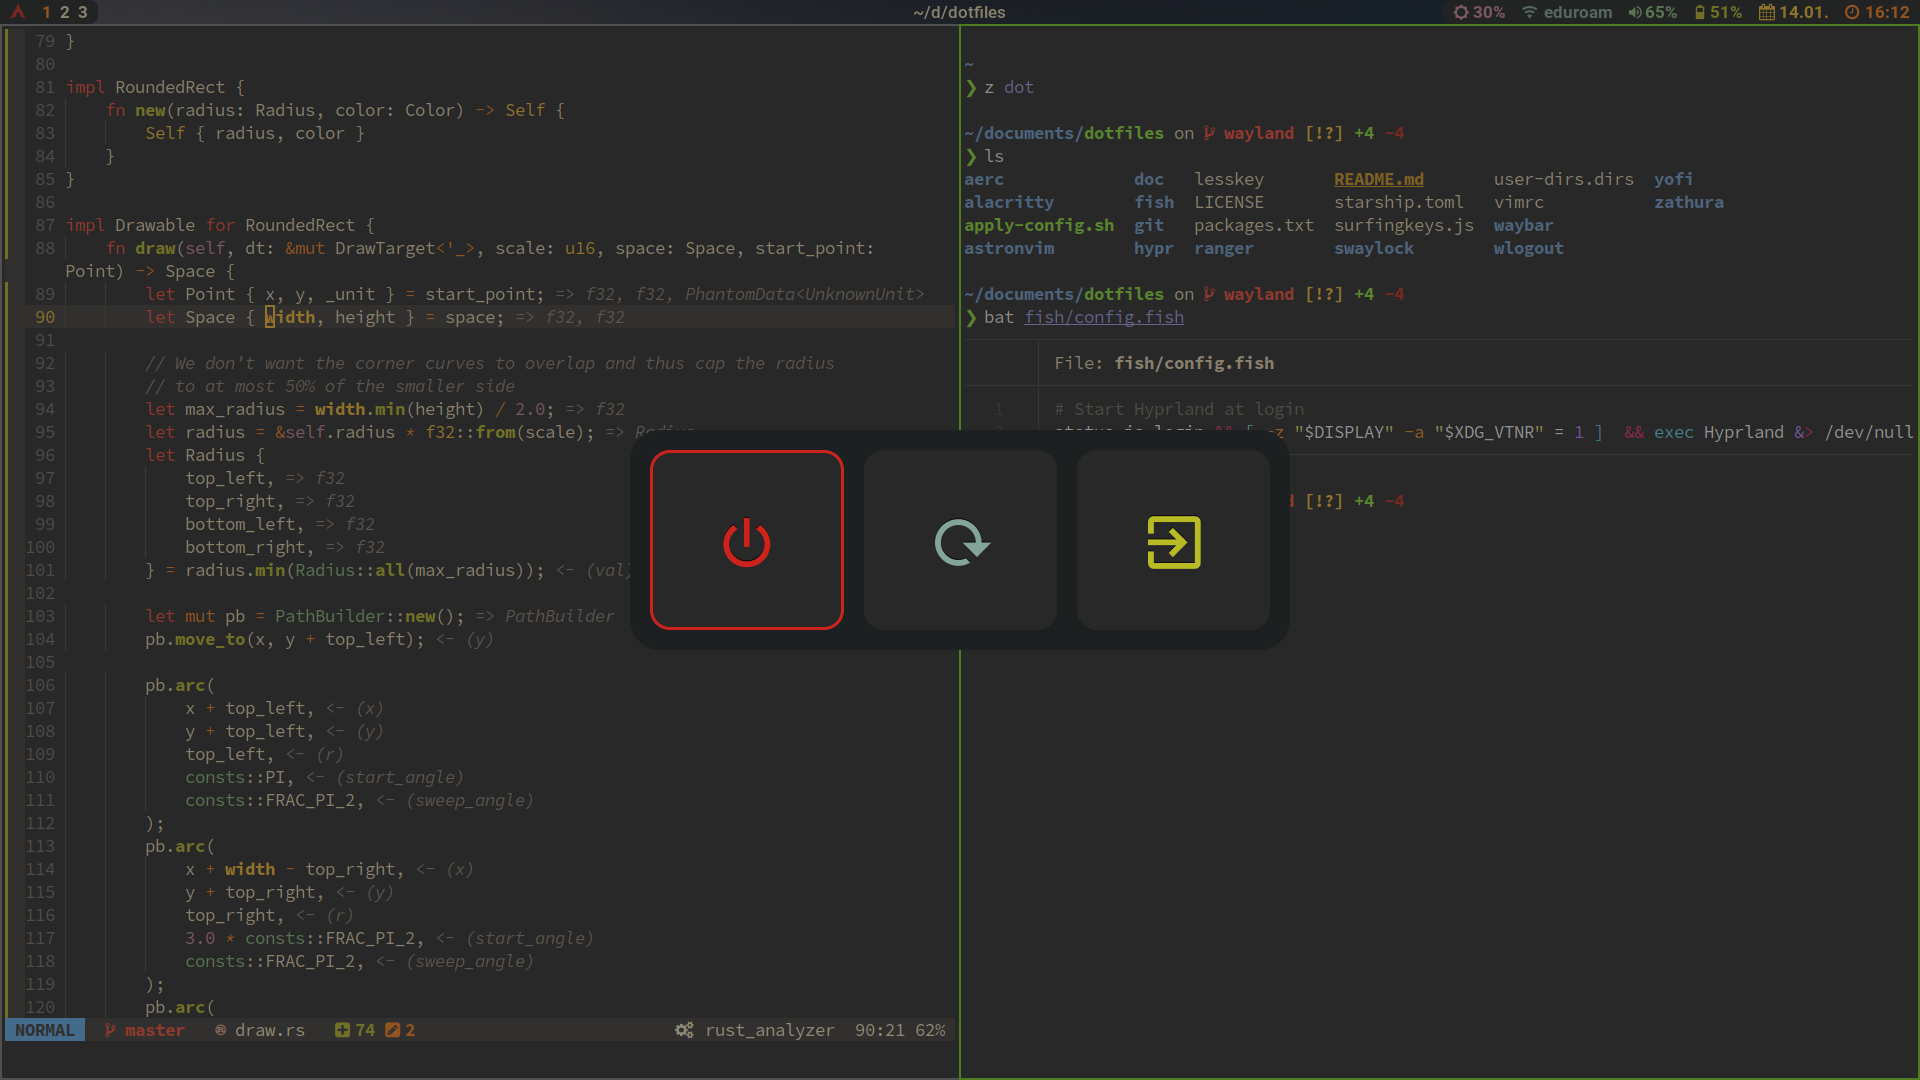 1 2 3
~/d/dotfiles
30% eduroam 65% 51% 14.01. 16:12
79 }
80
81 impl RoundedRect {
82 fn new(radius: Radius, color: Color) -> Self {
83 Self { radius, color }
84 }
85 }
86
87 impl Drawable for RoundedRect {
88 fn draw(self, dt: &mut DrawTarget<'_>, scale: u16, space: Space, start_point:
Point) -> Space {
89 let Point { x, y, _unit } = start_point; => f32, f32, PhantomData<UnknownUnit>
90 let Space { width, height } = space; => f32, f32
91
92 // We don't want the corner curves to overlap and thus cap the radius
93 // to at most 50% of the smaller side
94 let max_radius = width.min(height) / 2.0; => f32
95 let radius = &self.radius * f32::from(scale); => Radius
96 let Radius {
97 top_left, => f32
98 top_right, => f32
99 bottom_left, => f32
100 bottom_right, => f32
101 } = radius.min(Radius::all(max_radius)); <- (val)
102
103 let mut pb = PathBuilder::new(); => PathBuilder
104 pb.move_to(x, y + top_left); <- (y)
105
106 pb.arc(
107 x + top_left, <- (x)
108 y + top_left, <- (y)
109 top_left, <- (r)
110 consts::PI, <- (start_angle)
111 consts::FRAC_PI_2, <- (sweep_angle)
112 );
113 pb.arc(
114 x + width - top_right, <- (x)
115 y + top_right, <- (y)
116 top_right, <- (r)
117 3.0 * consts::FRAC_PI_2, <- (start_angle)
118 consts::FRAC_PI_2, <- (sweep_angle)
119 );
120 pb.arc(
NORMAL master draw.rs 74 2 rust_analyzer 90:21 62%
~
❯ z dot
~/documents/dotfiles on wayland [!?] +4 -4
❯ ls
aerc doc lesskey README.md user-dirs.dirs yofi
alacritty fish LICENSE starship.toml vimrc zathura
apply-config.sh git packages.txt surfingkeys.js waybar
astronvim hypr ranger swaylock wlogout
~/documents/dotfiles on wayland [!?] +4 -4
❯ bat fish/config.fish
File: fish/config.fish
1 # Start Hyprland at login
"$DISPLAY" -a "$XDG_VTNR" = 1 ] && exec Hyprland &> /dev/null
[!?] +4 -4